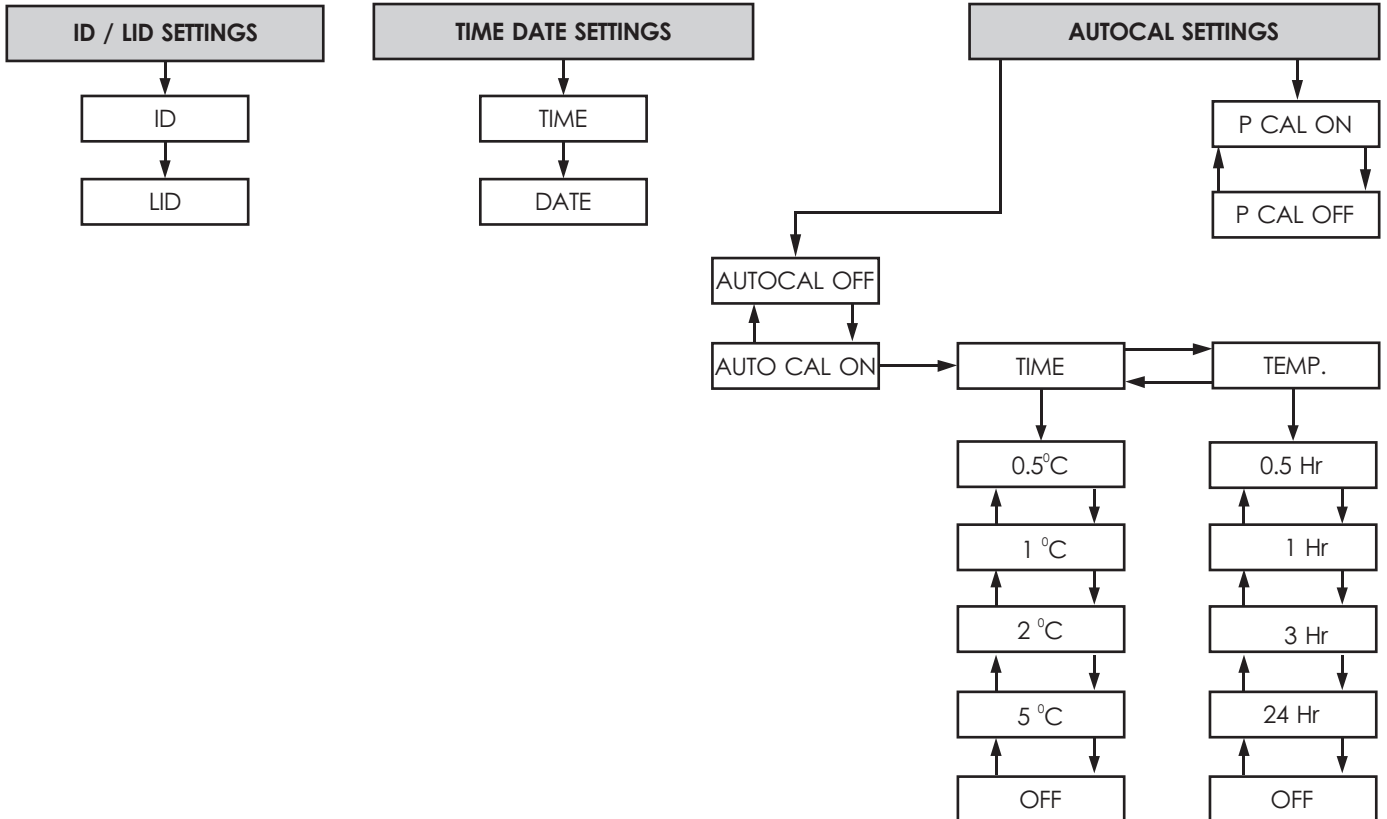 ID / LID SETTINGS
TIME DATE SETTINGS
AUTOCAL SETTINGS
ID
LID
TIME
DATE
P CAL ON
P CAL OFF
AUTOCAL OFF
AUTO CAL ON
TIME
TEMP.
0.5⁰C
1 ⁰C
2 ⁰C
5 ⁰C
OFF
0.5 Hr
1 Hr
3 Hr
24 Hr
OFF